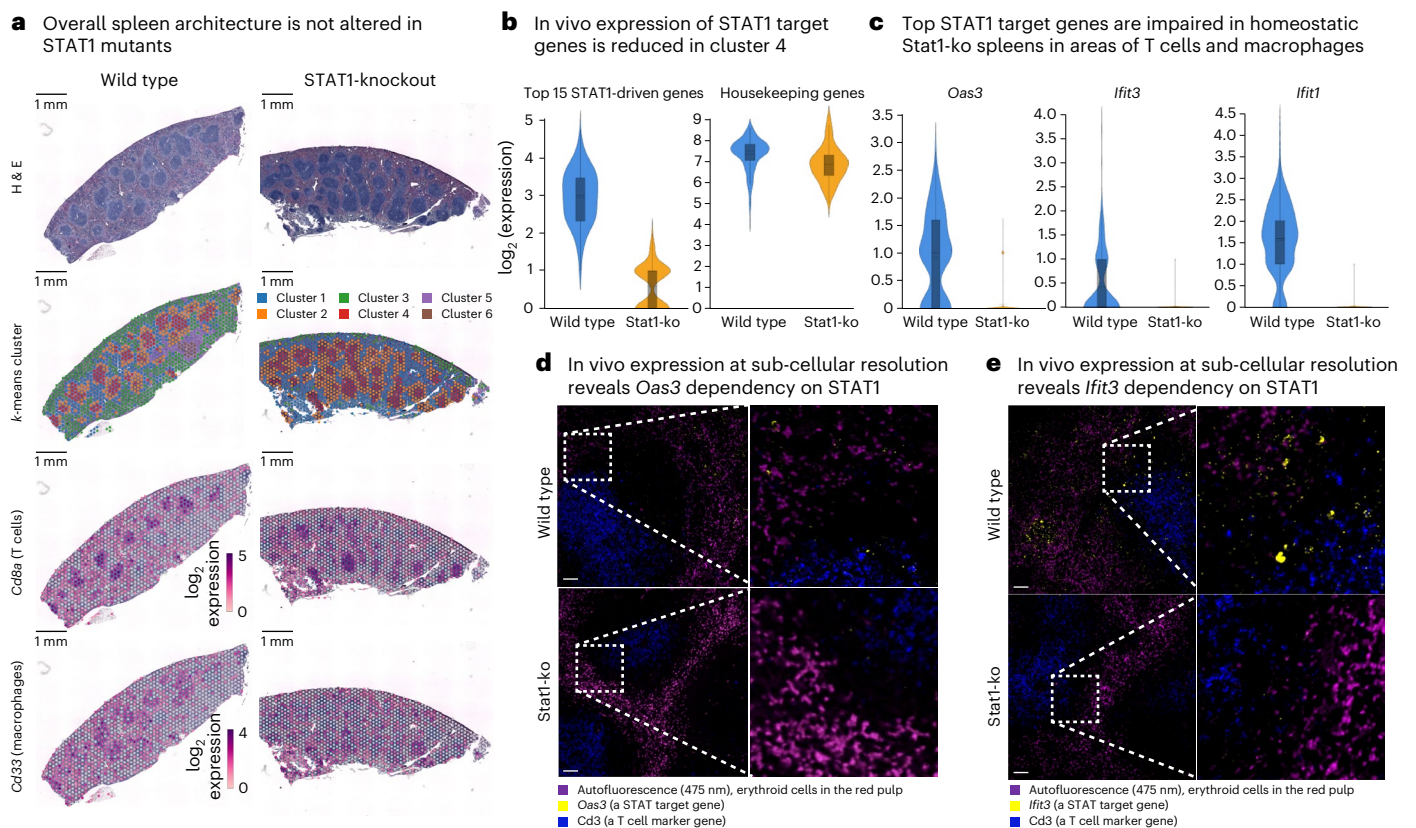 a Overall spleen architecture is not altered in
STAT1 mutants
Wild type
STAT1-knockout
1 mm
1 mm
H & E
1 mm
1 mm
Cluster 1
Cluster 3
Cluster 5
Cluster 2
Cluster 4
Cluster 6
k-means cluster
1 mm
1 mm
Cd8a (T cells)
log2
expression
5
0
1 mm
1 mm
Cd33 (macrophages)
log2
expression
4
0
b In vivo expression of STAT1 target
genes is reduced in cluster 4
Top 15 STAT1-driven genes
Housekeeping genes
log2 (expression)
5
4
3
2
1
0
Wild type
Stat1-ko
9
8
7
6
5
4
3
2
1
0
Wild type
Stat1-ko
c Top STAT1 target genes are impaired in homeostatic
Stat1-ko spleens in areas of T cells and macrophages
Oas3
3.5
3.0
2.5
2.0
1.5
1.0
0.5
0
Wild type
Stat1-ko
Ifit3
4.0
3.5
3.0
2.5
2.0
1.5
1.0
0.5
0
Wild type
Stat1-ko
Ifit1
4.5
4.0
3.5
3.0
2.5
2.0
1.5
1.0
0.5
0
Wild type
Stat1-ko
d In vivo expression at sub-cellular resolution
reveals Oas3 dependency on STAT1
Wild type
Stat1-ko
Autofluorescence (475 nm), erythroid cells in the red pulp
Oas3 (a STAT target gene)
Cd3 (a T cell marker gene)
e In vivo expression at sub-cellular resolution
reveals Ifit3 dependency on STAT1
Wild type
Stat1-ko
Autofluorescence (475 nm), erythroid cells in the red pulp
Ifit3 (a STAT target gene)
Cd3 (a T cell marker gene)